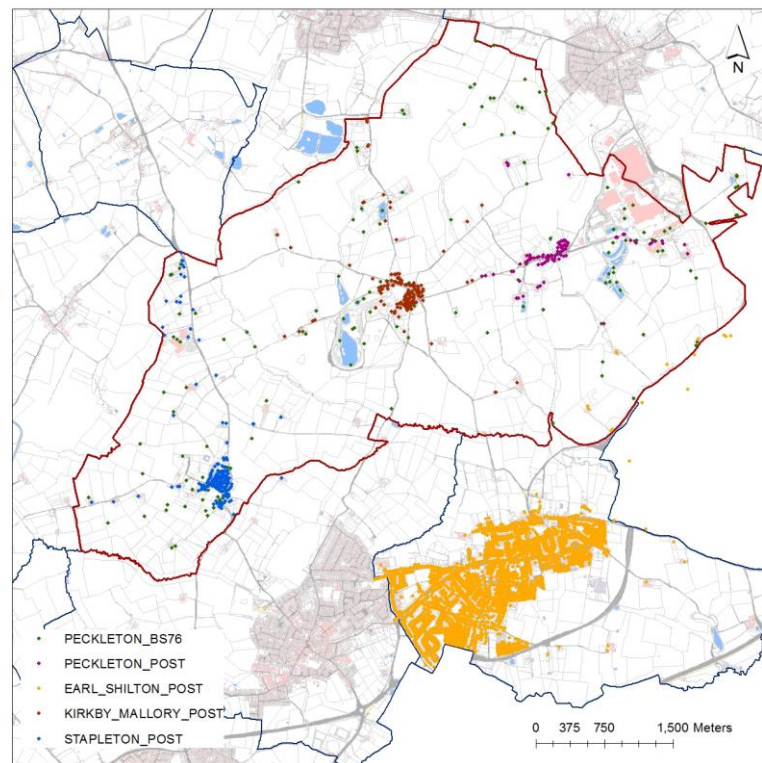 N
PECKLETON_BS76
PECKLETON_POST
EARL_SHILTON_POST
KIRKBY_MALLORY_POST
STAPLETON_POST
0 375 750 1,500 Meters